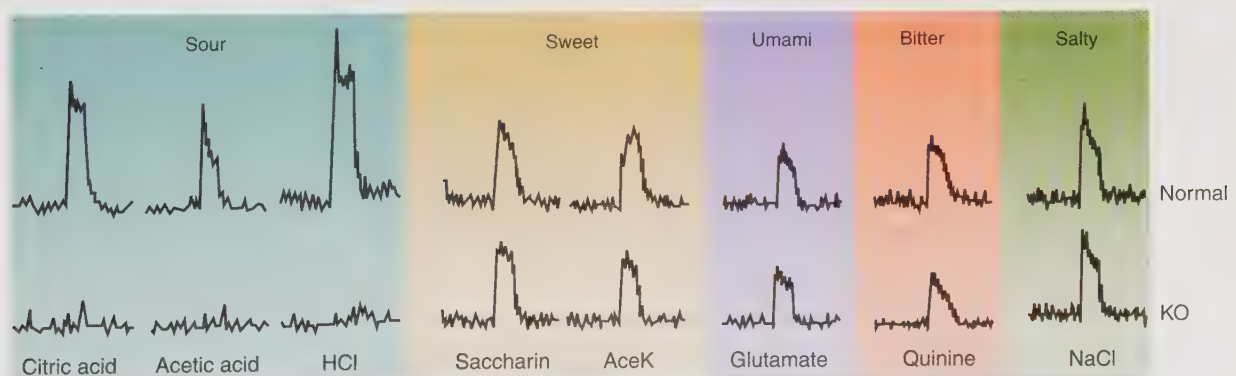 Sour Sweet Umami Bitter Salty
Normal
KO
Citric acid Acetic acid HCl Saccharin AceK Glutamate Quinine NaCl